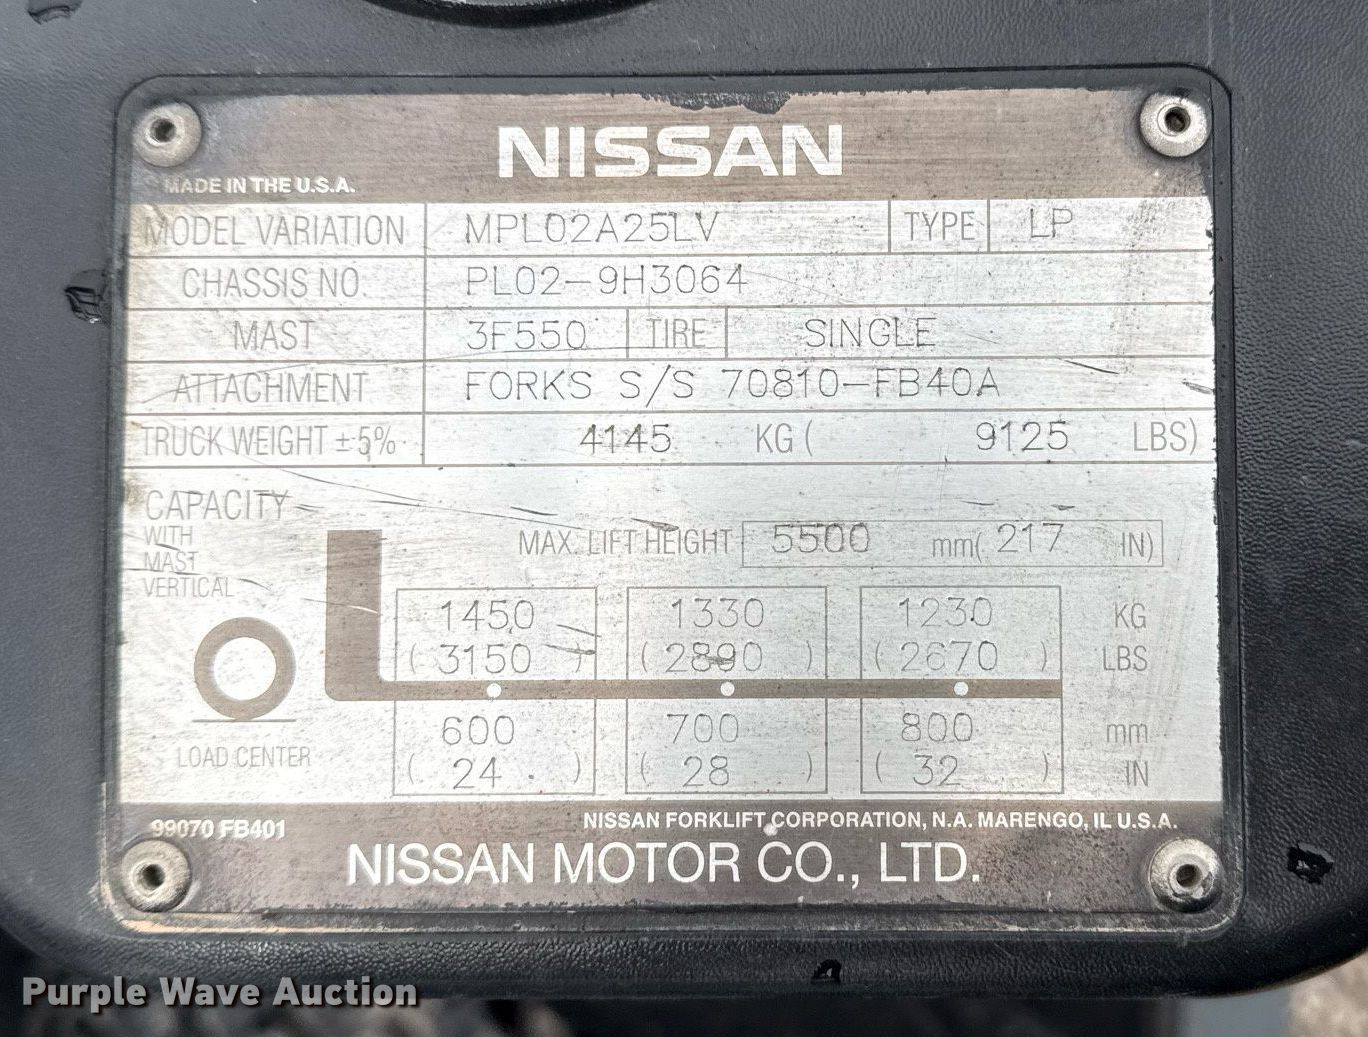 NISSAN
MADE IN THE U.S.A.
MODEL VARIATION MPL02A25LV TYPE LP
CHASSIS NO. PL02-9H3064
MAST 3F550 TIRE SINGLE
ATTACHMENT FORKS S/S 70810-FB40A
TRUCK WEIGHT ±5% 4145 KG ( 9125 LBS)
CAPACITY
WITH
MAST
VERTICAL
MAX. LIFT HEIGHT 5500 mm( 217 IN)
1450 1330 1230 KG
( 3150 ) ( 2890 ) ( 2670 ) LBS
600 700 800 mm
( 24 ) ( 28 ) ( 32 ) IN
LOAD CENTER
99070 FB401
NISSAN FORKLIFT CORPORATION, N.A. MARENGO, IL U.S.A.
NISSAN MOTOR CO., LTD.
Purple Wave Auction